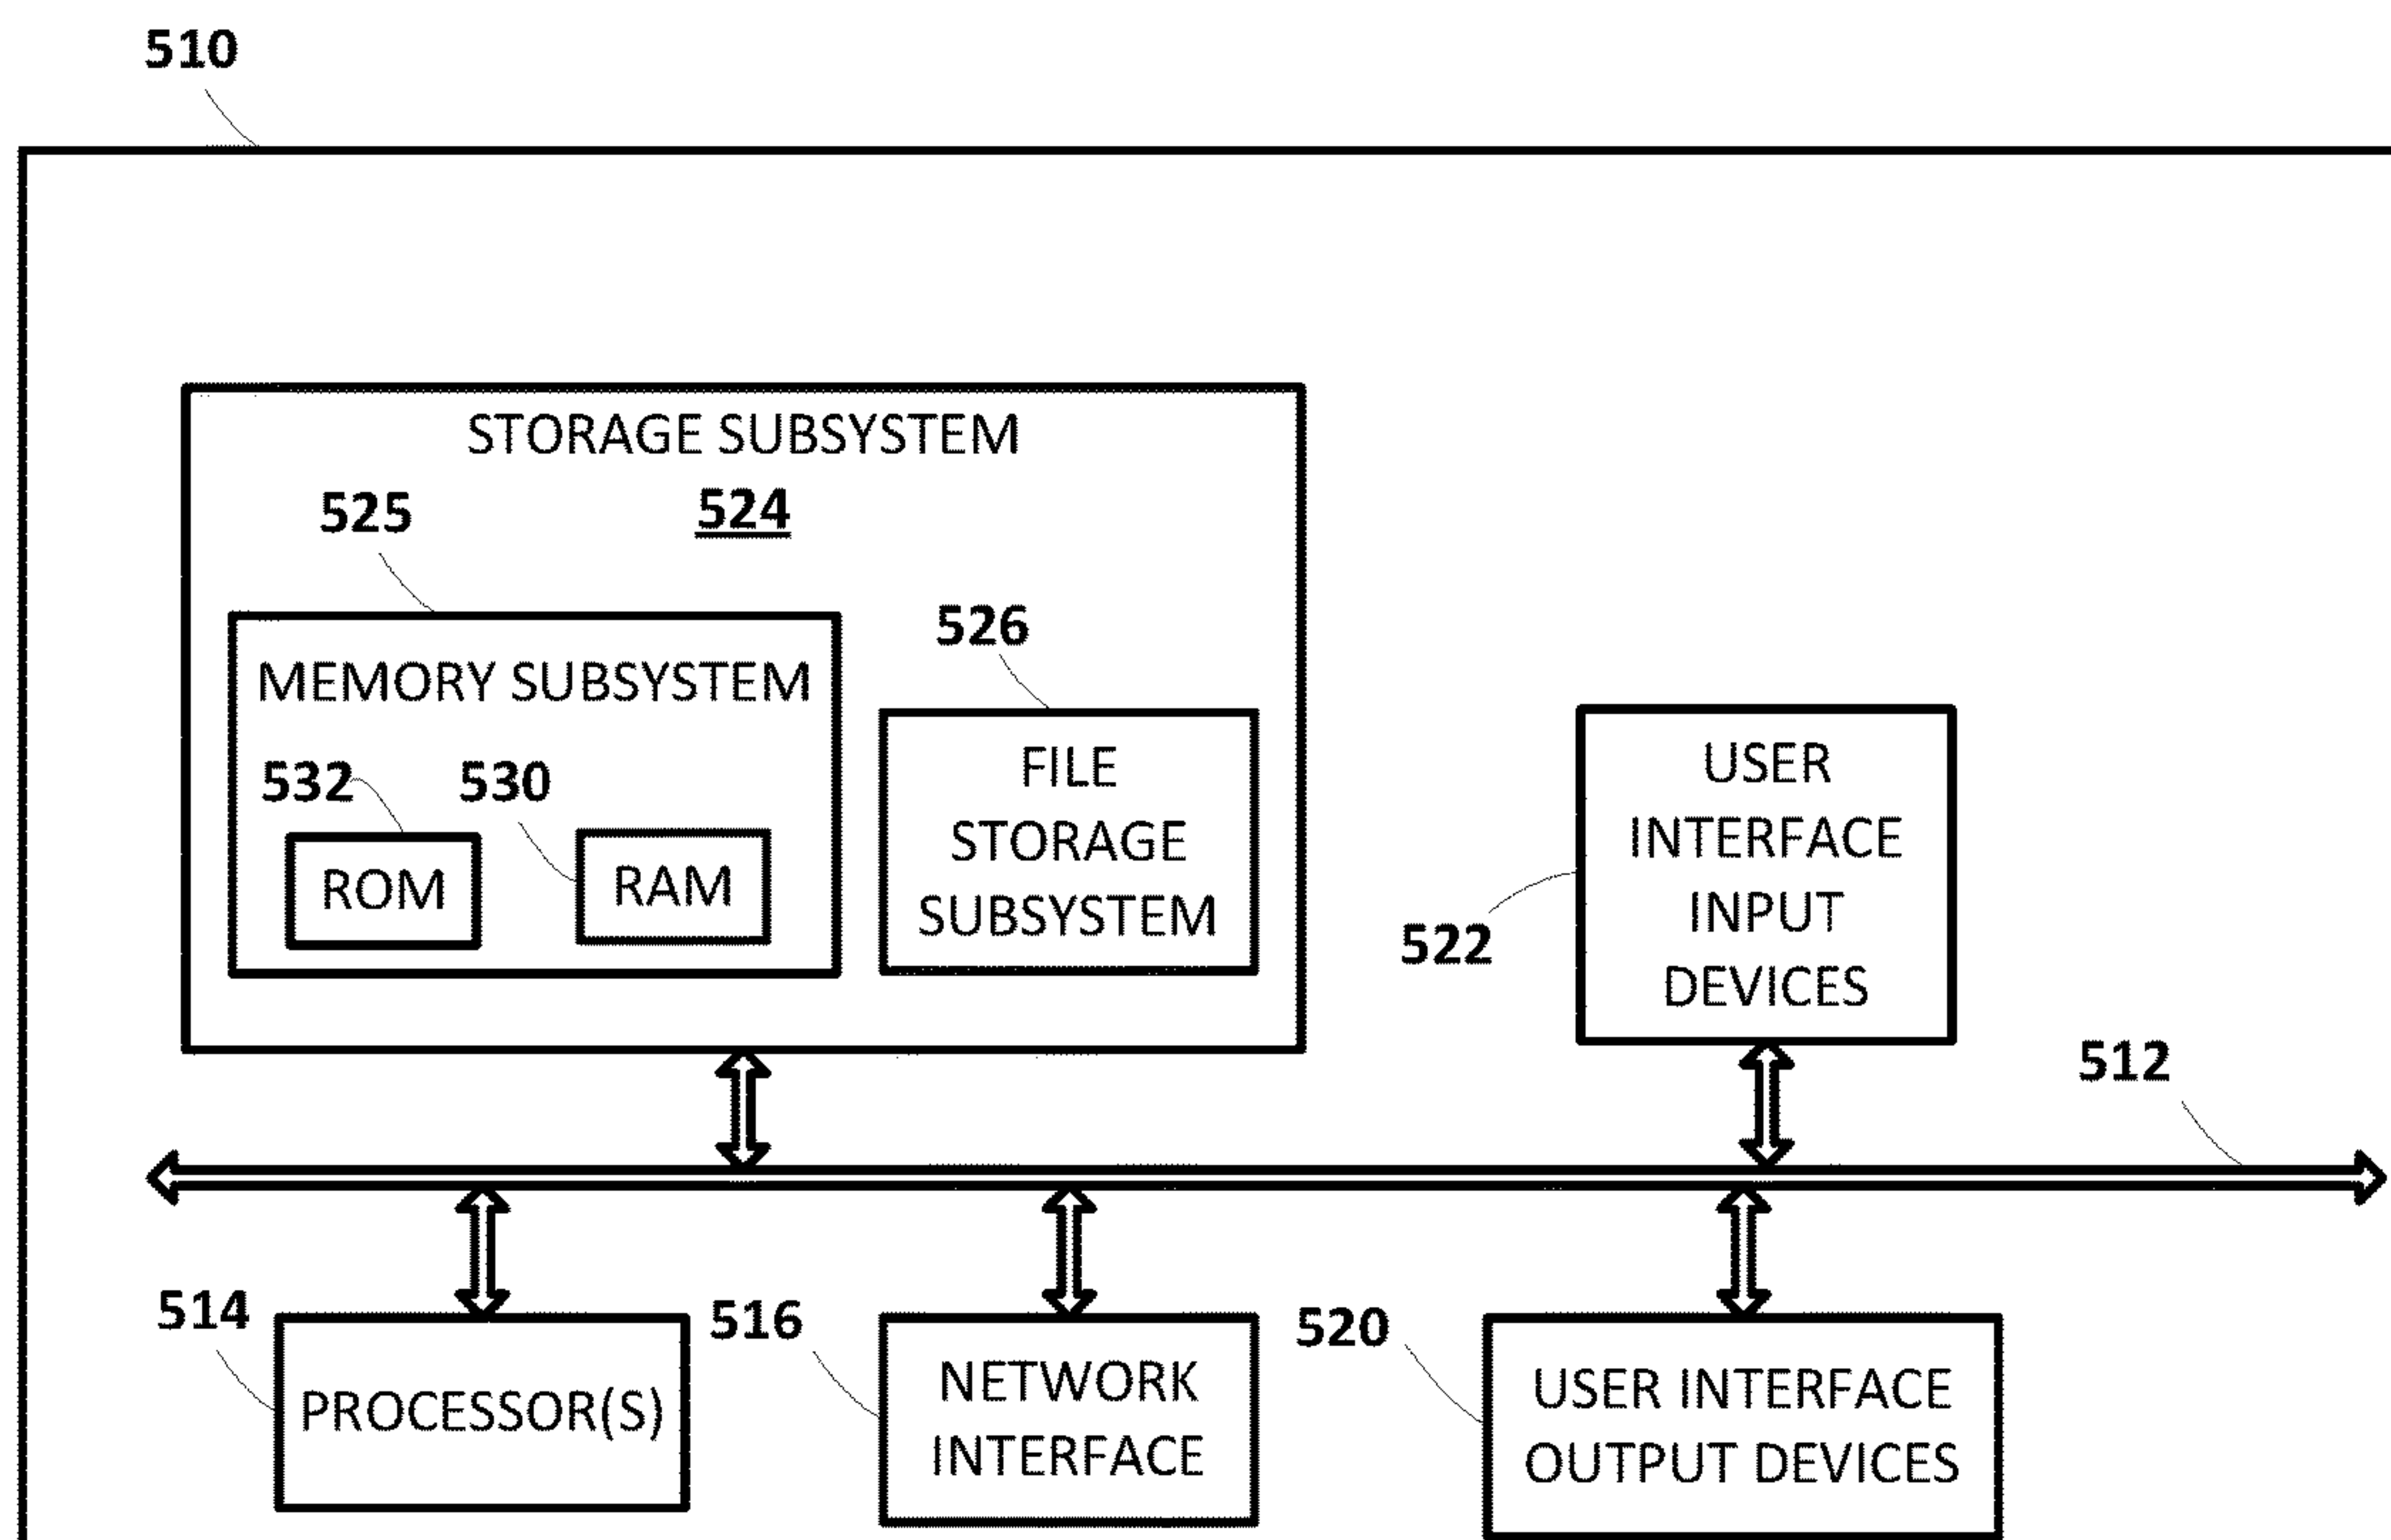 510
STORAGE SUBSYSTEM
524
525
MEMORY SUBSYSTEM
532
530
ROM
RAM
526
FILE
STORAGE
SUBSYSTEM
USER
INTERFACE
INPUT
DEVICES
522
512
514
PROCESSOR(S)
516
NETWORK
INTERFACE
520
USER INTERFACE
OUTPUT DEVICES